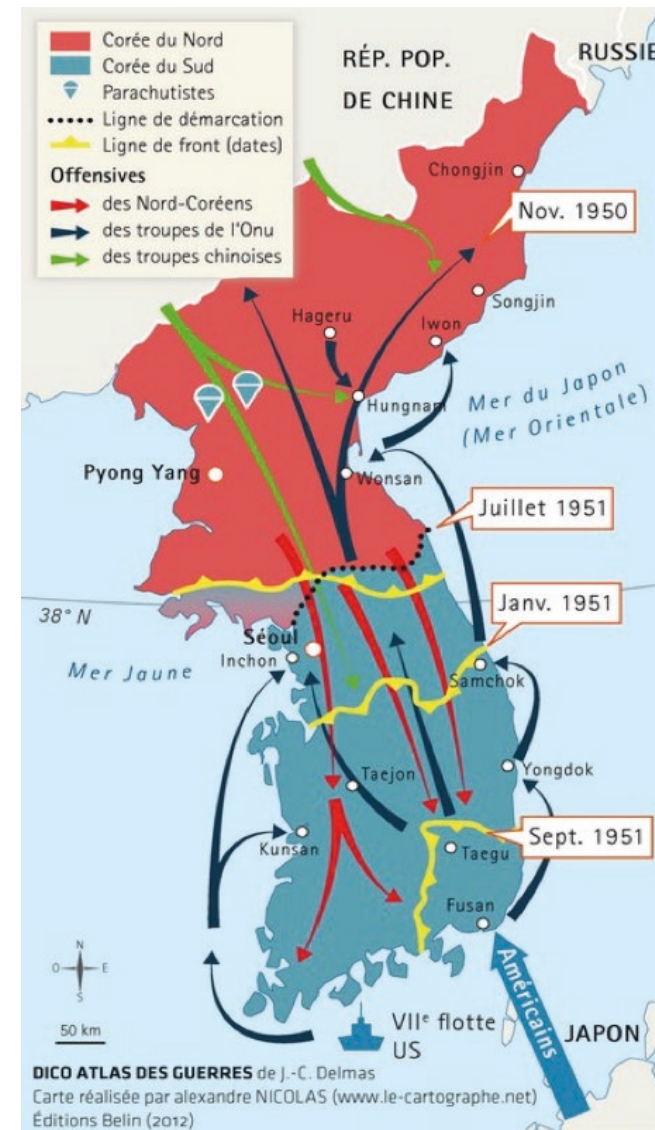 Corée du Nord
Corée du Sud
Parachutistes
Ligne de démarcation
Ligne de front (dates)
Offensives
des Nord-Coréens
des troupes de l'Onu
des troupes chinoises
RÉP. POP.
DE CHINE
RUSSIE
Chongjin
Nov. 1950
Songjin
Hageru
Iwon
Hungnam
Mer du Japon
(Mer Orientale)
Pyong Yang
Wonsan
Juillet 1951
38° N
Janv. 1951
Séoul
Inchon
Mer Jaune
Samchok
Taejon
Yongdok
Kunsan
Sept. 1951
Taegu
Fusan
N
O
E
S
50 km
Américains
VIIe flotte
US
JAPON
DICO ATLAS DES GUERRES de J.-C. Delmas
Carte réalisée par alexandre NICOLAS (www.le-cartographe.net)
Éditions Belin (2012)